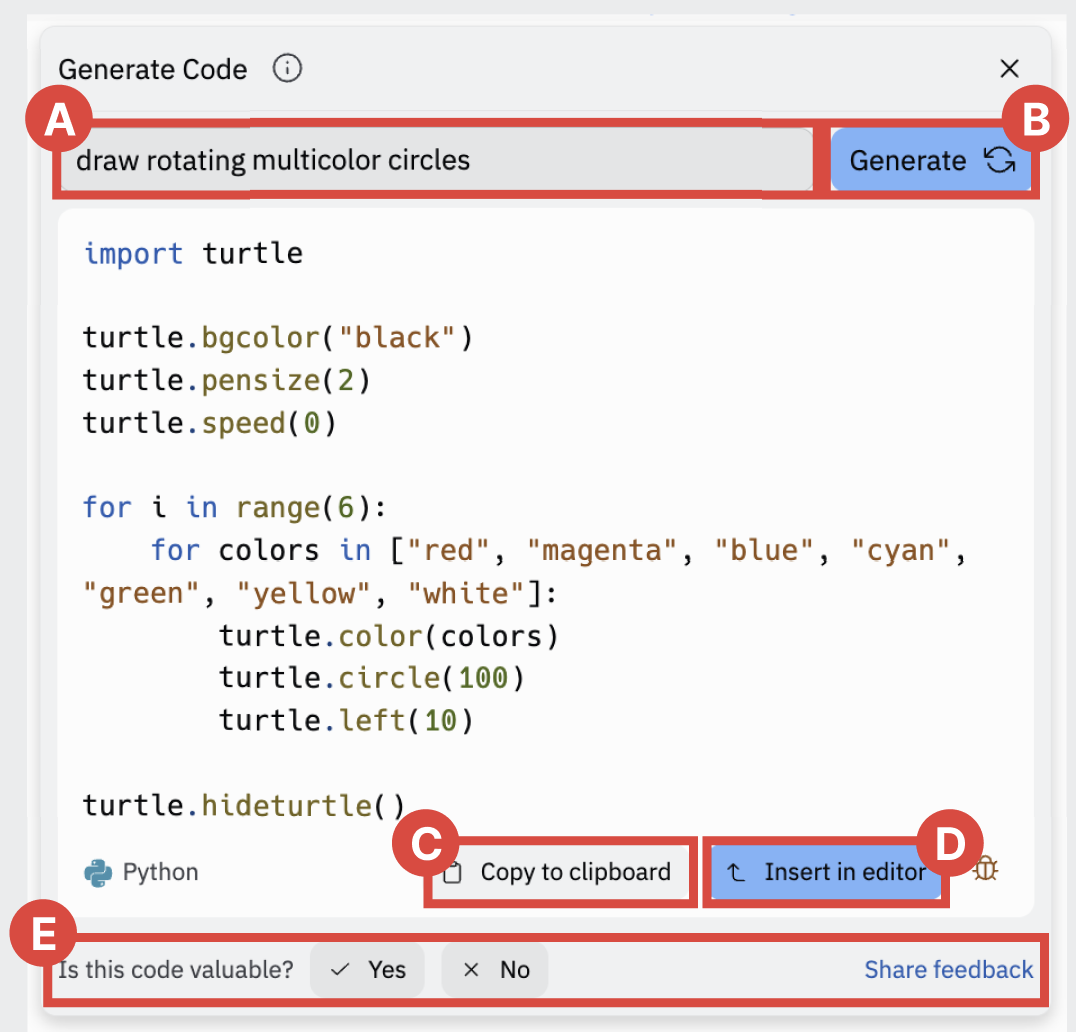 Generate Code
A
B
draw rotating multicolor circles
Generate
import turtle
turtle.bgcolor("black")
turtle.pensize(2)
turtle.speed(0)
for i in range(6):
    for colors in ["red", "magenta", "blue", "cyan",
"green", "yellow", "white"]:
        turtle.color(colors)
        turtle.circle(100)
        turtle.left(10)
turtle.hideturtle()
C
D
Python
Copy to clipboard
Insert in editor
E
Is this code valuable? Yes No Share feedback